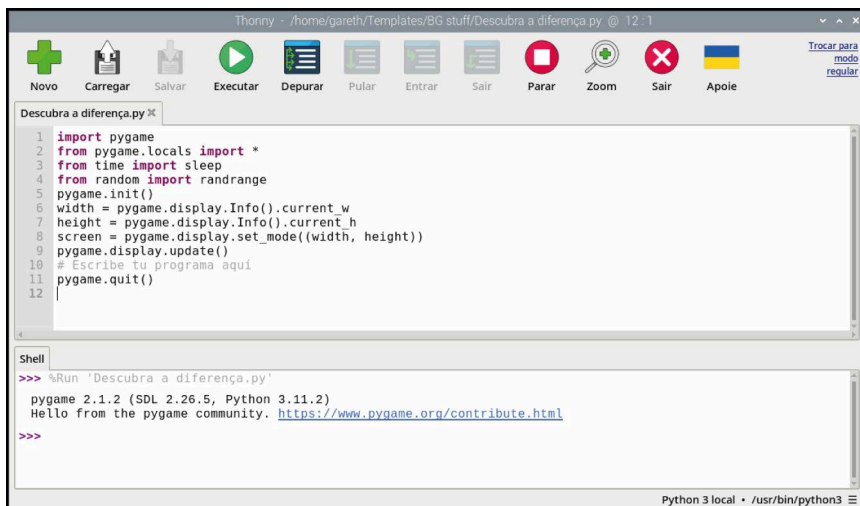 Thonny - /home/gareth/Templates/BG stuff/Descubra a diferença.py @ 12:1
Novo Carregar Salvar Executar Depurar Pular Entrar Sair Parar Zoom Sair Apoie
Trocar para
modo
regular
Descubra a diferença.py
1 import pygame
2 from pygame.locals import *
3 from time import sleep
4 from random import randrange
5 pygame.init()
6 width = pygame.display.Info().current_w
7 height = pygame.display.Info().current_h
8 screen = pygame.display.set_mode((width, height))
9 pygame.display.update()
10 # Escribe tu programa aquí
11 pygame.quit()
12
Shell
>>> %Run 'Descubra a diferença.py'
pygame 2.1.2 (SDL 2.26.5, Python 3.11.2)
Hello from the pygame community. https://www.pygame.org/contribute.html
>>>
Python 3 local • /usr/bin/python3 ☰